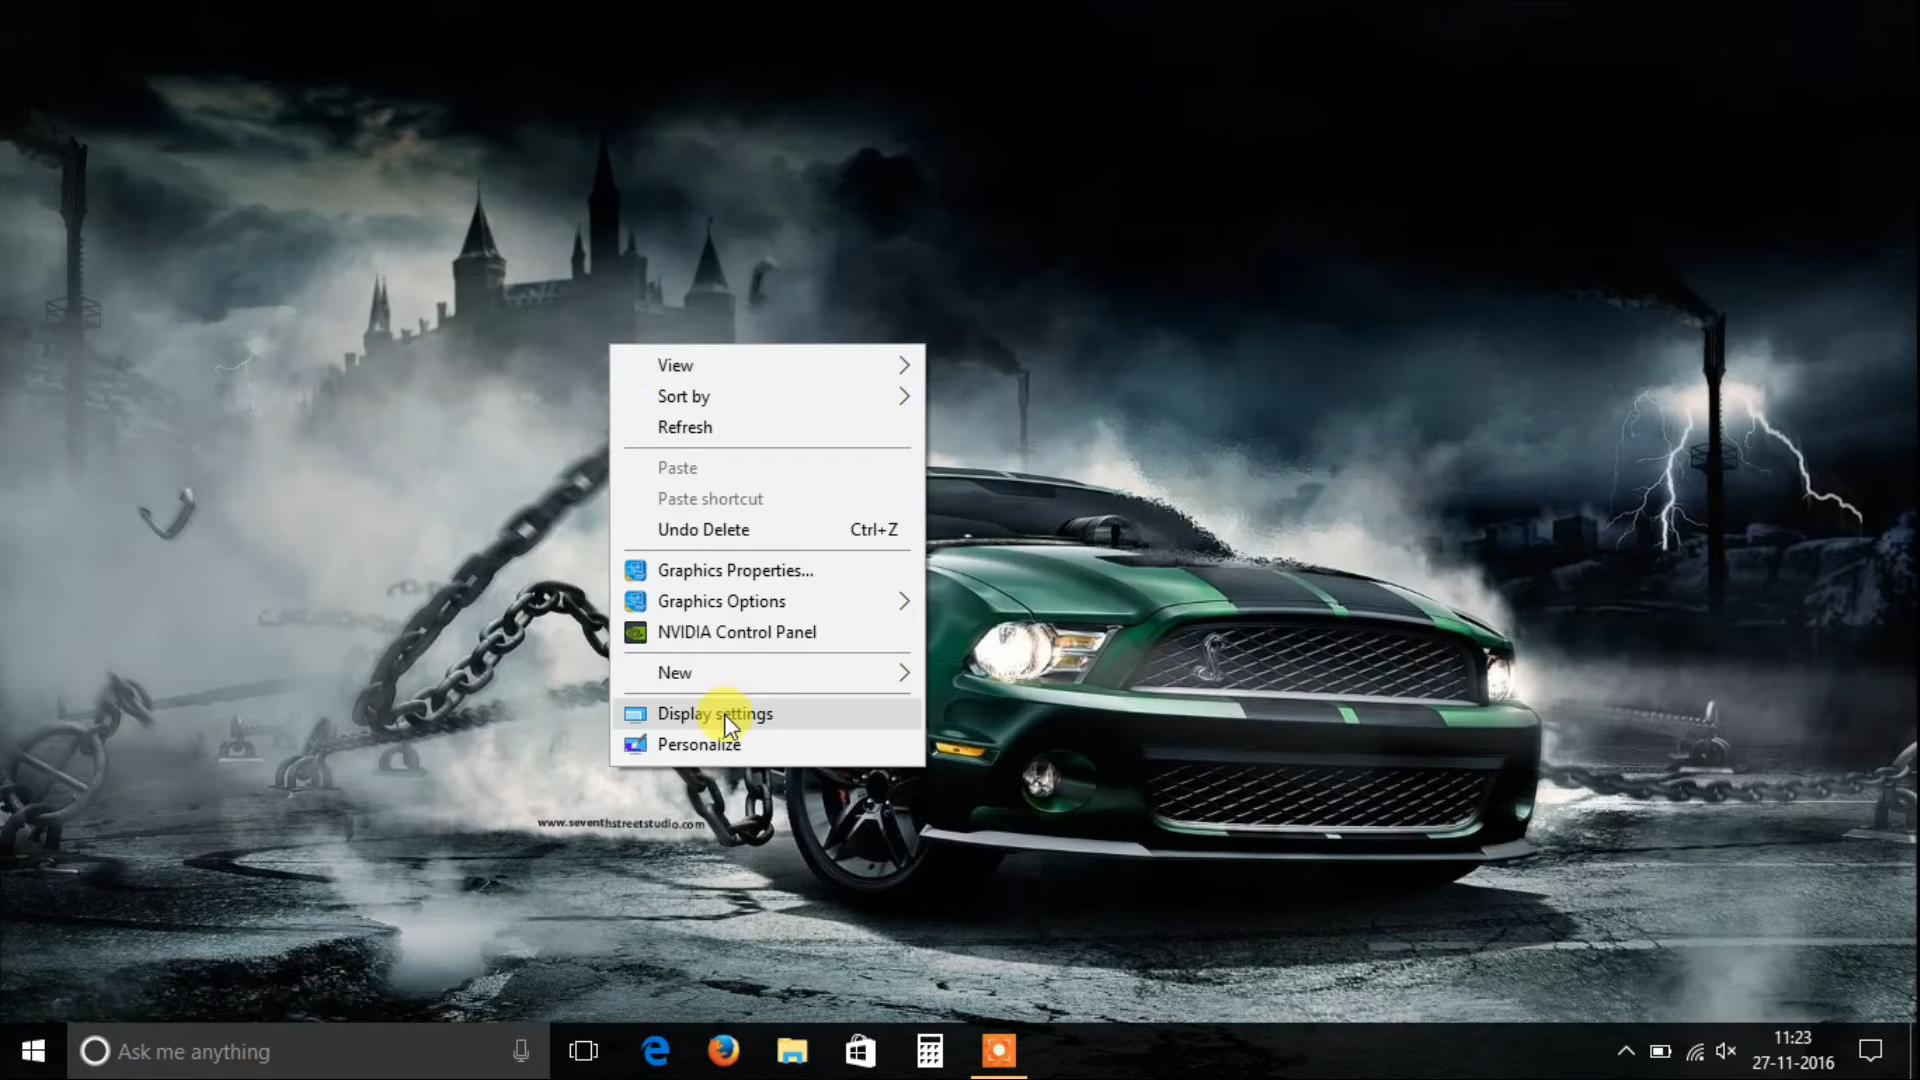 View
Sort by
Refresh
Paste
Paste shortcut
Undo Delete Ctrl+Z
Graphics Properties...
Graphics Options
NVIDIA Control Panel
New
Display settings
Personalize
www.seventhstreetstudio.com
Ask me anything
11:23
27-11-2016